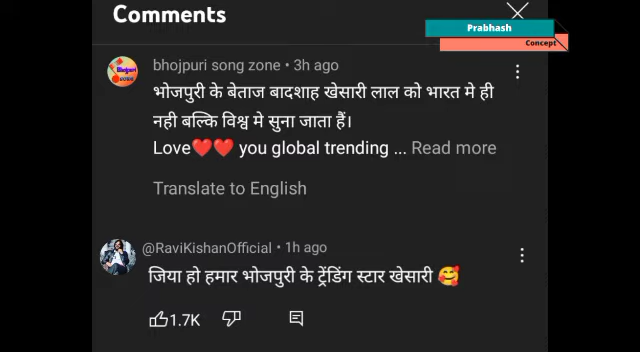 Comments
Prabhash
Concept
bhojpuri song zone • 3h ago
भोजपुरी के बेताज बादशाह खेसारी लाल को भारत मे ही
नही बल्कि विश्व मे सुना जाता हैं।
Love❤️❤️ you global trending ... Read more
Translate to English
@RaviKishanOfficial • 1h ago
जिया हो हमार भोजपुरी के ट्रेंडिंग स्टार खेसारी 🥰
1.7K